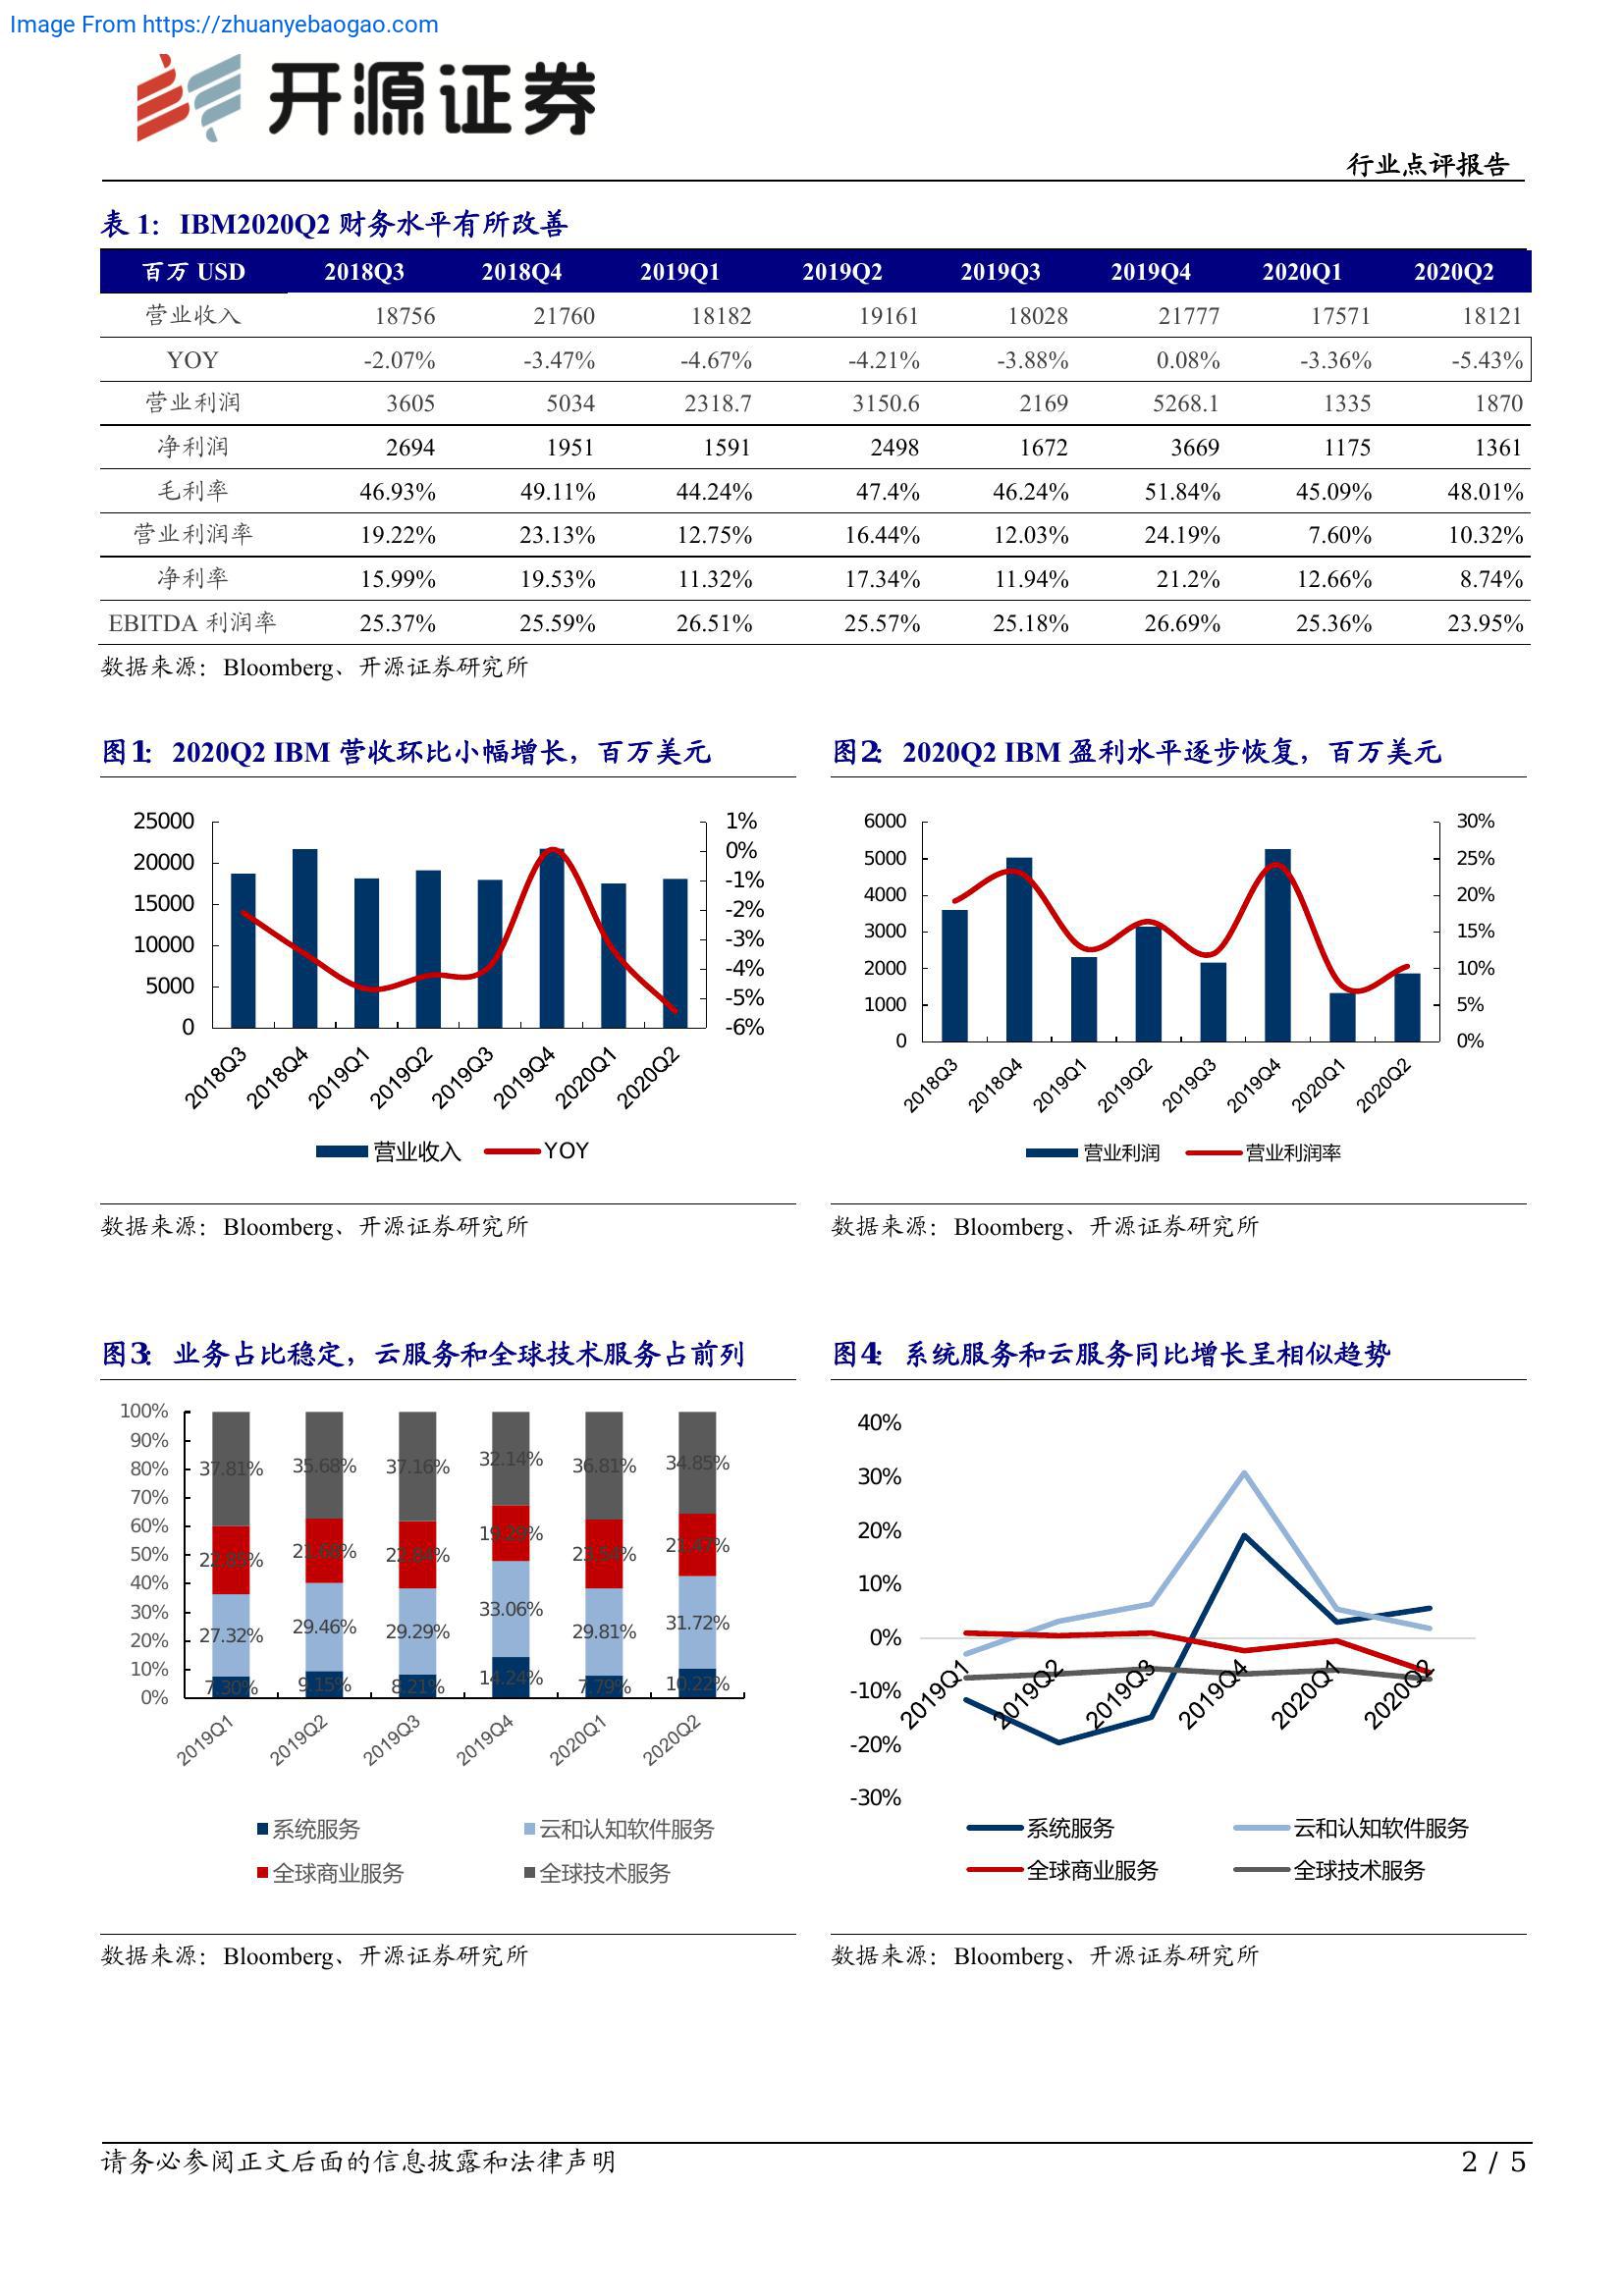 Image From https://zhuanyebaogao.com
开源证券
行业点评报告
表 1： IBM2020Q2 财务水平有所改善
百万 USD 2018Q3 2018Q4 2019Q1 2019Q2 2019Q3 2019Q4 2020Q1 2020Q2
营业收入 18756 21760 18182 19161 18028 21777 17571 18121
YOY -2.07% -3.47% -4.67% -4.21% -3.88% 0.08% -3.36% -5.43%
营业利润 3605 5034 2318.7 3150.6 2169 5268.1 1335 1870
净利润 2694 1951 1591 2498 1672 3669 1175 1361
毛利率 46.93% 49.11% 44.24% 47.4% 46.24% 51.84% 45.09% 48.01%
营业利润率 19.22% 23.13% 12.75% 16.44% 12.03% 24.19% 7.60% 10.32%
净利率 15.99% 19.53% 11.32% 17.34% 11.94% 21.2% 12.66% 8.74%
EBITDA 利润率 25.37% 25.59% 26.51% 25.57% 25.18% 26.69% 25.36% 23.95%
数据来源：Bloomberg、开源证券研究所
图1： 2020Q2 IBM 营收环比小幅增长，百万美元
25000
20000
15000
10000
5000
0
1%
0%
-1%
-2%
-3%
-4%
-5%
-6%
2018Q3 2018Q4 2019Q1 2019Q2 2019Q3 2019Q4 2020Q1 2020Q2
营业收入 YOY
数据来源：Bloomberg、开源证券研究所
图2： 2020Q2 IBM 盈利水平逐步恢复，百万美元
6000
5000
4000
3000
2000
1000
0
30%
25%
20%
15%
10%
5%
0%
2018Q3 2018Q4 2019Q1 2019Q2 2019Q3 2019Q4 2020Q1 2020Q2
营业利润 营业利润率
数据来源：Bloomberg、开源证券研究所
图3： 业务占比稳定，云服务和全球技术服务占前列
100%
90%
80%
70%
60%
50%
40%
30%
20%
10%
0%
37.81% 35.68% 37.16% 32.14% 36.81% 34.85%
22.85% 21.68% 22.84% 19.29% 23.54% 21.47%
27.32% 29.46% 29.29% 33.06% 29.81% 31.72%
7.30% 9.15% 8.21% 14.24% 7.79% 10.22%
2019Q1 2019Q2 2019Q3 2019Q4 2020Q1 2020Q2
系统服务 云和认知软件服务
全球商业服务 全球技术服务
数据来源：Bloomberg、开源证券研究所
图4： 系统服务和云服务同比增长呈相似趋势
40%
30%
20%
10%
0%
-10%
-20%
-30%
2019Q1 2019Q2 2019Q3 2019Q4 2020Q1 2020Q2
系统服务 云和认知软件服务
全球商业服务 全球技术服务
数据来源：Bloomberg、开源证券研究所
请务必参阅正文后面的信息披露和法律声明 2 / 5